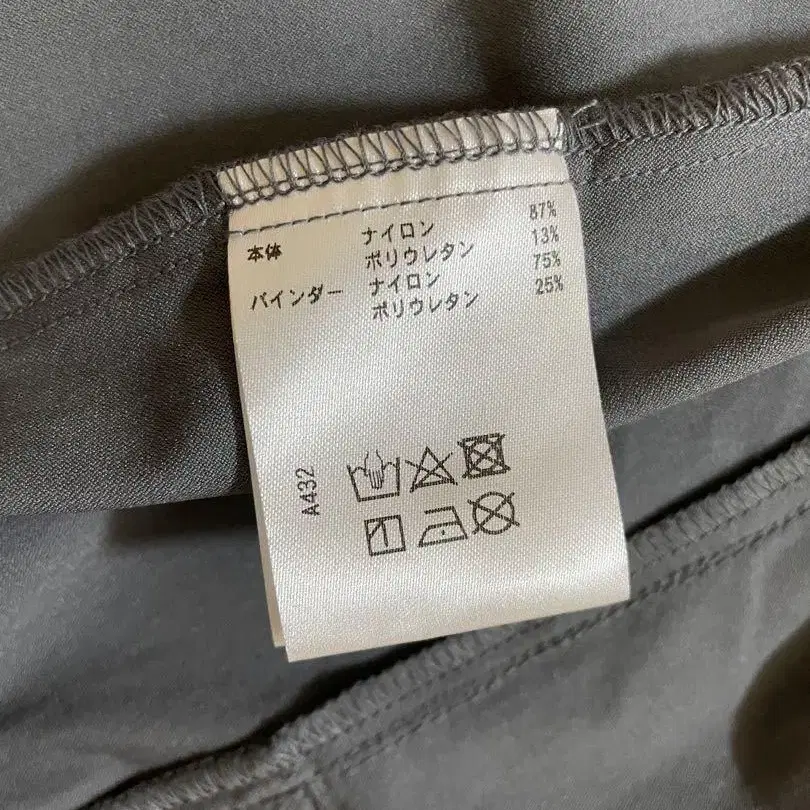 本体 ナイロン 87%
ポリウレタン 13%
バインダー ナイロン 75%
ポリウレタン 25%
A432